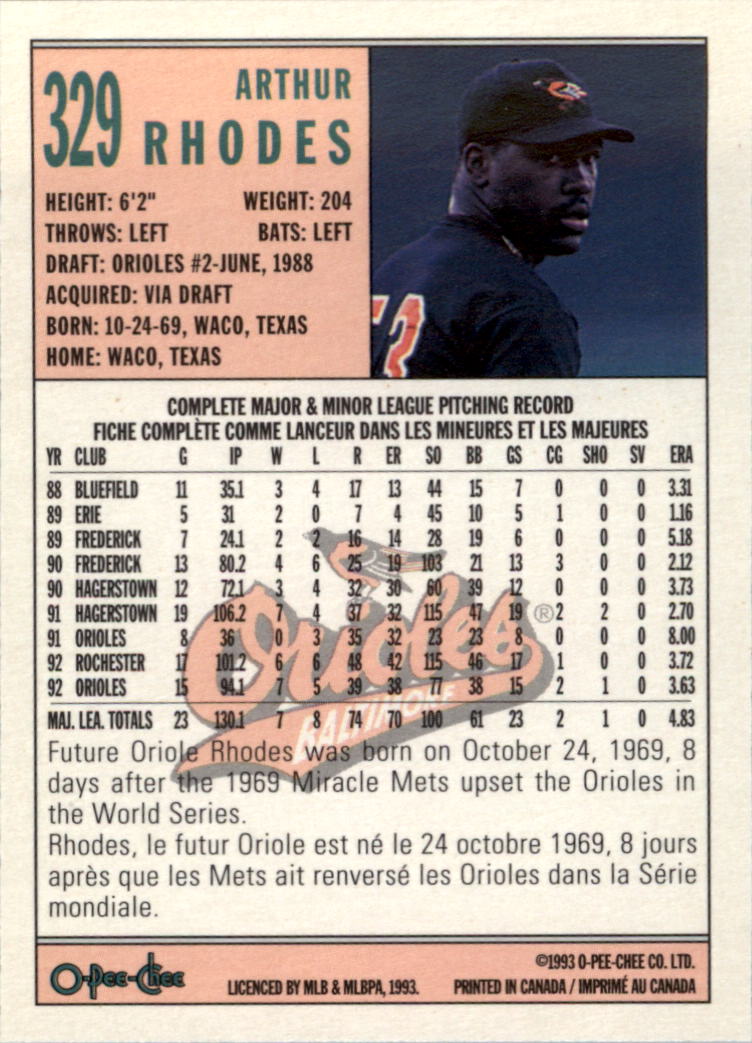 329
ARTHUR
RHODES
HEIGHT: 6'2" WEIGHT: 204
THROWS: LEFT BATS: LEFT
DRAFT: ORIOLES #2-JUNE, 1988
ACQUIRED: VIA DRAFT
BORN: 10-24-69, WACO, TEXAS
HOME: WACO, TEXAS
COMPLETE MAJOR & MINOR LEAGUE PITCHING RECORD
FICHE COMPLÈTE COMME LANCEUR DANS LES MINEURES ET LES MAJEURES
YR CLUB G IP W L R ER SO BB GS CG SHO SV ERA
88 BLUEFIELD 11 35.1 3 4 17 13 44 15 7 0 0 0 3.31
89 ERIE 5 31 2 0 7 4 45 10 5 1 0 0 1.16
89 FREDERICK 7 24.1 2 2 16 14 28 19 6 0 0 0 5.18
90 FREDERICK 13 80.2 4 6 25 19 103 21 13 3 0 0 2.12
90 HAGERSTOWN 12 72.1 3 4 32 30 60 39 12 0 0 0 3.73
91 HAGERSTOWN 19 106.2 7 4 37 32 115 47 19 2 2 0 2.70
91 ORIOLES 8 36 0 3 35 32 23 23 8 0 0 0 8.00
92 ROCHESTER 17 101.2 6 6 48 42 115 46 17 1 0 0 3.72
92 ORIOLES 15 94.1 7 5 39 38 77 38 15 2 1 0 3.63
MAJ. LEA. TOTALS 23 130.1 7 8 74 70 100 61 23 2 1 0 4.83
Orioles ®
BALTIMORE
Future Oriole Rhodes was born on October 24, 1969, 8
days after the 1969 Miracle Mets upset the Orioles in
the World Series.
Rhodes, le futur Oriole est né le 24 octobre 1969, 8 jours
après que les Mets ait renversé les Orioles dans la Série
mondiale.
O-Pee-Chee
©1993 O-PEE-CHEE CO. LTD.
LICENCED BY MLB & MLBPA, 1993. PRINTED IN CANADA / IMPRIMÉ AU CANADA